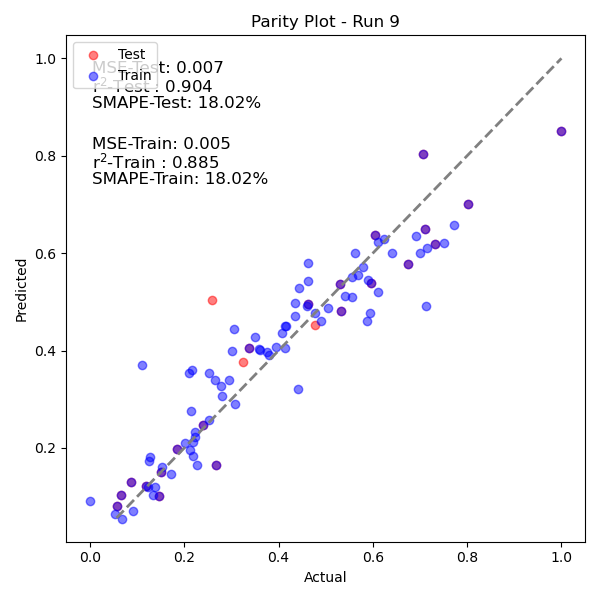 Parity Plot - Run 9
Test
Train
MSE-Test: 0.007
r²-Test : 0.904
SMAPE-Test: 18.02%
MSE-Train: 0.005
r²-Train : 0.885
SMAPE-Train: 18.02%
Predicted
1.0
0.8
0.6
0.4
0.2
0.0 0.2 0.4 0.6 0.8 1.0
Actual